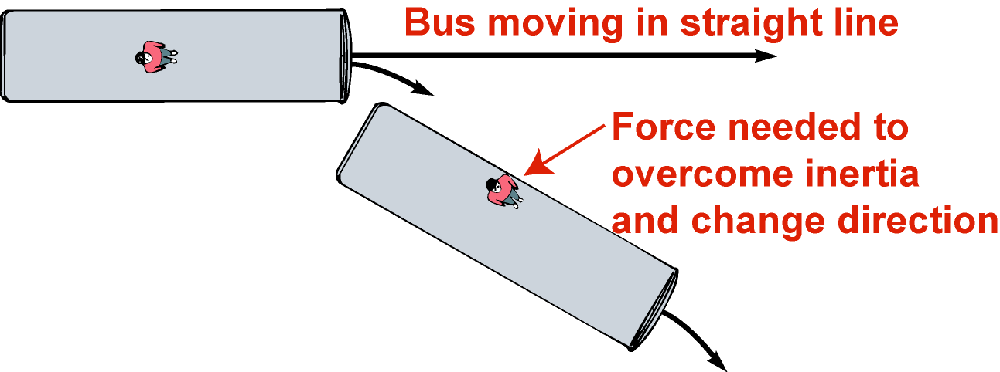 Bus moving in straight line
Force needed to
overcome inertia
and change direction